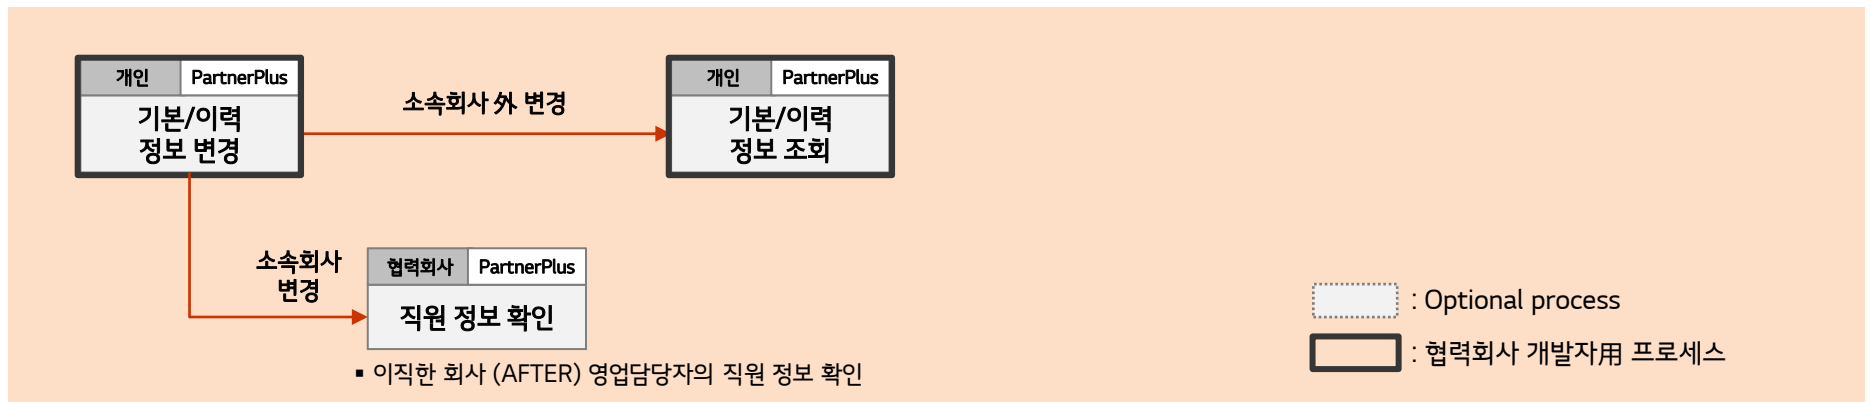 개인 PartnerPlus
기본/이력
정보 변경
소속회사 外 변경
개인 PartnerPlus
기본/이력
정보 조회
소속회사
변경
협력회사 PartnerPlus
직원 정보 확인
▪ 이직한 회사 (AFTER) 영업담당자의 직원 정보 확인
: Optional process
: 협력회사 개발자用 프로세스